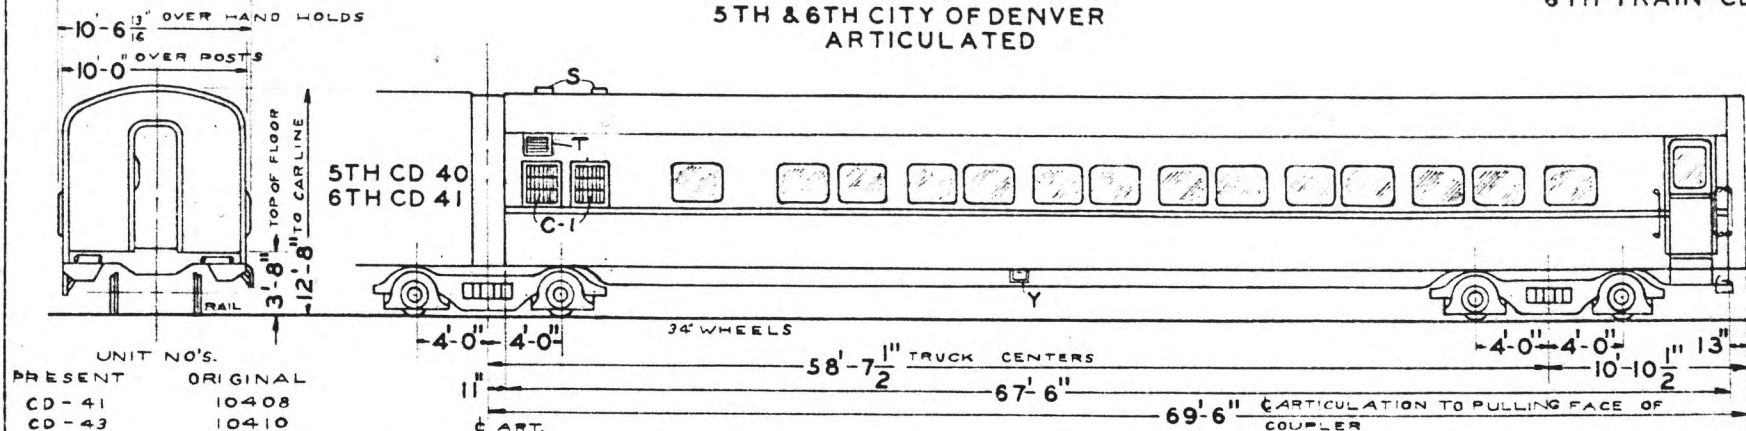 5TH & 6TH CITY OF DENVER
ARTICULATED
6TH TRAIN
10'-6 13/16" OVER HAND HOLDS
10'-0" OVER POSTS
S
T
C-1
5TH CD 40
6TH CD 41
TOP OF FLOOR
3'-8"
12'-8" TO CARLINE
RAIL
Y
34" WHEELS
4'-0" 4'-0"
4'-0" 4'-0"
13"
58'-7 1/2" TRUCK CENTERS
10'-10 1/2"
11"
67'-6"
69'-6" ℄ ARTICULATION TO PULLING FACE OF
COUPLER
℄ ART.
UNIT NO'S.
PRESENT ORIGINAL
CD-41 10408
CD-43 10410